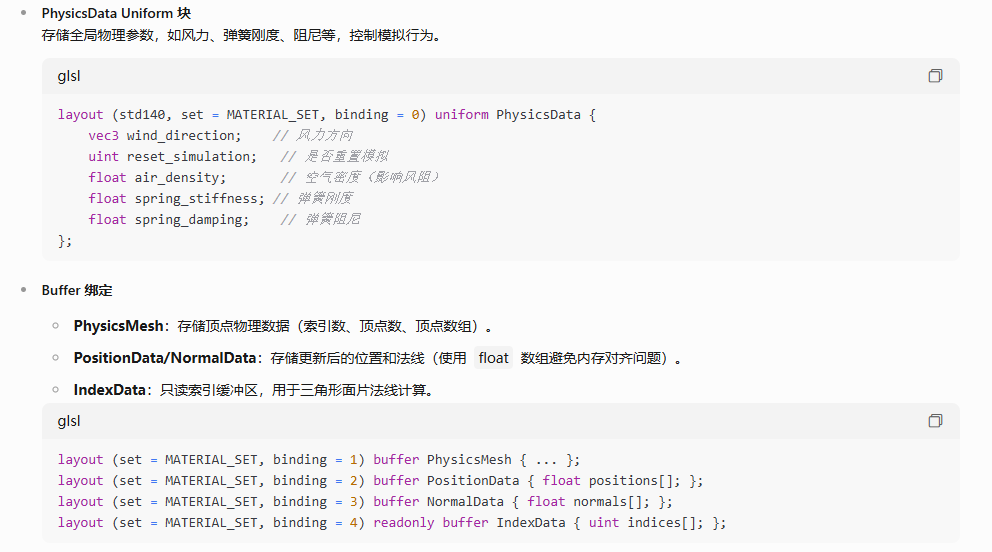 PhysicsData Uniform 块
存储全局物理参数，如风力、弹簧刚度、阻尼等，控制模拟行为。
glsl
layout (std140, set = MATERIAL_SET, binding = 0) uniform PhysicsData {
    vec3 wind_direction;    // 风力方向
    uint reset_simulation;   // 是否重置模拟
    float air_density;       // 空气密度（影响风阻）
    float spring_stiffness; // 弹簧刚度
    float spring_damping;    // 弹簧阻尼
};
Buffer 绑定
PhysicsMesh：存储顶点物理数据（索引数、顶点数、顶点数组）。
PositionData/NormalData：存储更新后的位置和法线（使用 float 数组避免内存对齐问题）。
IndexData：只读索引缓冲区，用于三角形面片法线计算。
glsl
layout (set = MATERIAL_SET, binding = 1) buffer PhysicsMesh { ... };
layout (set = MATERIAL_SET, binding = 2) buffer PositionData { float positions[]; };
layout (set = MATERIAL_SET, binding = 3) buffer NormalData { float normals[]; };
layout (set = MATERIAL_SET, binding = 4) readonly buffer IndexData { uint indices[]; };